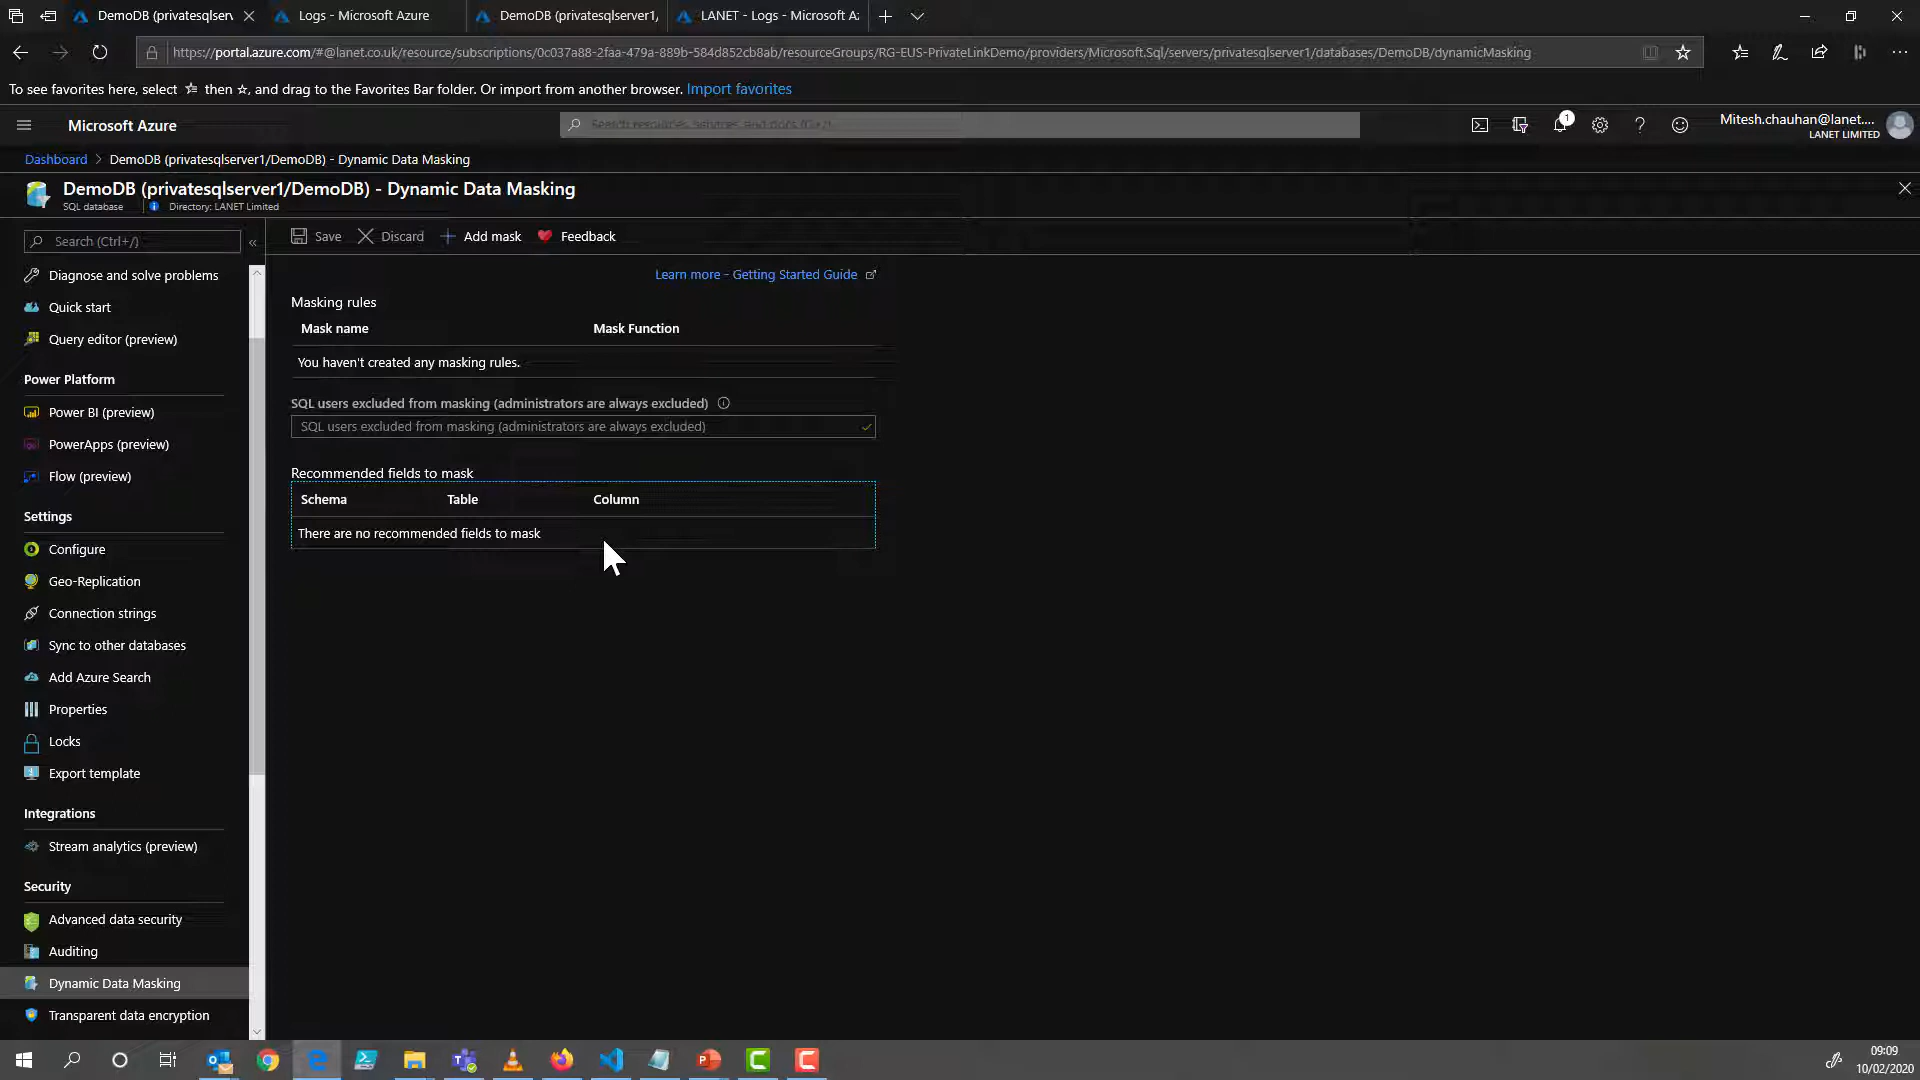 DemoDB (privatesqlserv
Logs - Microsoft Azure
DemoDB (privatesqlserver1,
LANET - Logs - Microsoft A:
https://portal.azure.com/#@lanet.co.uk/resource/subscriptions/0c037a88-2faa-479a-889b-584d852cb8ab/resourceGroups/RG-EUS-PrivateLinkDemo/providers/Microsoft.Sql/servers/privatesqlserver1/databases/DemoDB/dynamicMasking
To see favorites here, select then ☆, and drag to the Favorites Bar folder. Or import from another browser. Import favorites
Microsoft Azure
Search resources, services, and docs (G+/)
1
Mitesh.chauhan@lanet....
LANET LIMITED
Dashboard > DemoDB (privatesqlserver1/DemoDB) - Dynamic Data Masking
DemoDB (privatesqlserver1/DemoDB) - Dynamic Data Masking
SQL database
Directory: LANET Limited
Search (Ctrl+/)
«
Save
Discard
Add mask
Feedback
Diagnose and solve problems
Quick start
Query editor (preview)
Power Platform
Power BI (preview)
PowerApps (preview)
Flow (preview)
Settings
Configure
Geo-Replication
Connection strings
Sync to other databases
Add Azure Search
Properties
Locks
Export template
Integrations
Stream analytics (preview)
Security
Advanced data security
Auditing
Dynamic Data Masking
Transparent data encryption
Learn more - Getting Started Guide
Masking rules
Mask name
Mask Function
You haven't created any masking rules.
SQL users excluded from masking (administrators are always excluded)
SQL users excluded from masking (administrators are always excluded)
Recommended fields to mask
Schema
Table
Column
There are no recommended fields to mask
09:09
10/02/2020